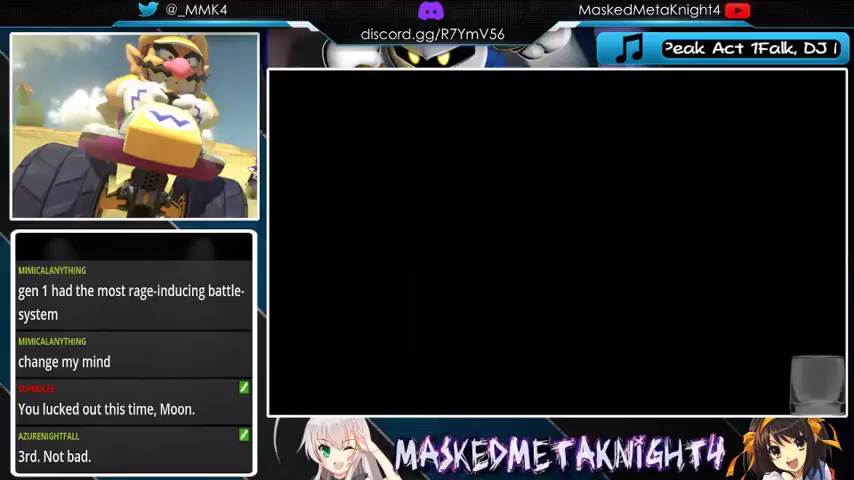 @_MMK4
discord.gg/R7YmV56
MaskedMetaKnight4
Peak Act 1Falk, DJ
MIMICALANYTHING
gen 1 had the most rage-inducing battle-
system
MIMICALANYTHING
change my mind
You lucked out this time, Moon.
AZURENIGHTFALL
3rd. Not bad.
MASKEDMETAKNIGHT4